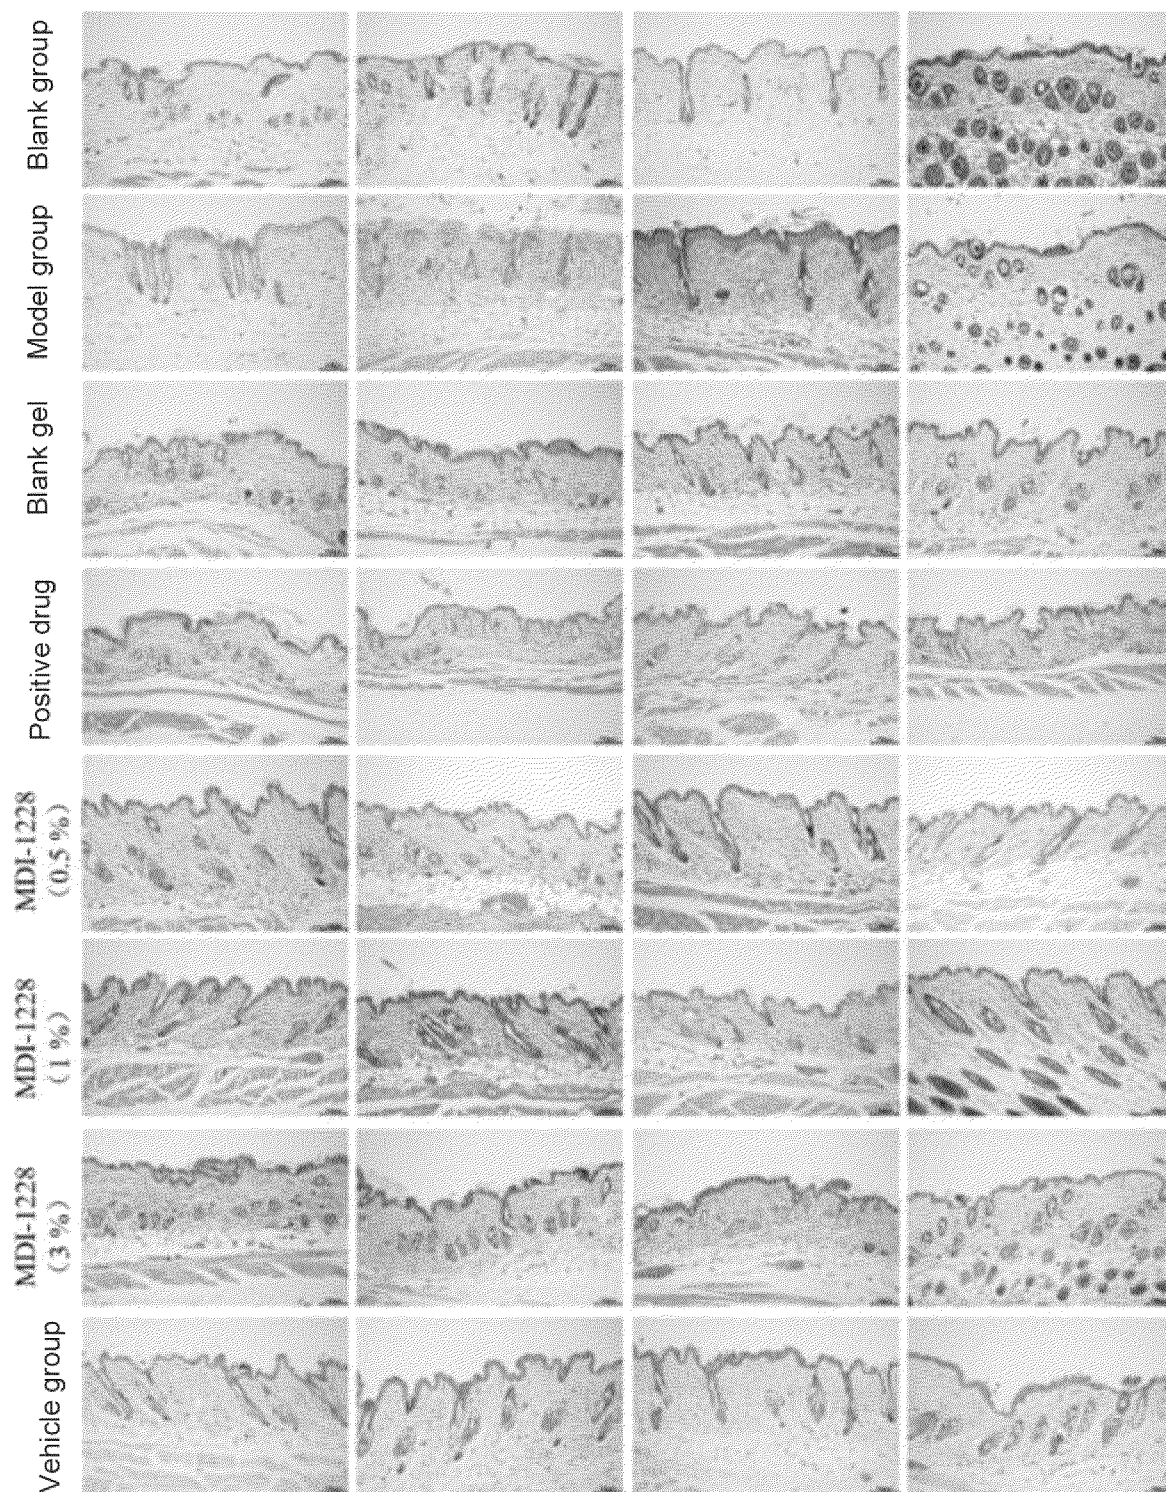 Blank group
Model group
Blank gel
Positive drug
MDI-1228
(0.5 %)
MDI-1228
(1 %)
MDI-1228
(3 %)
Vehicle group